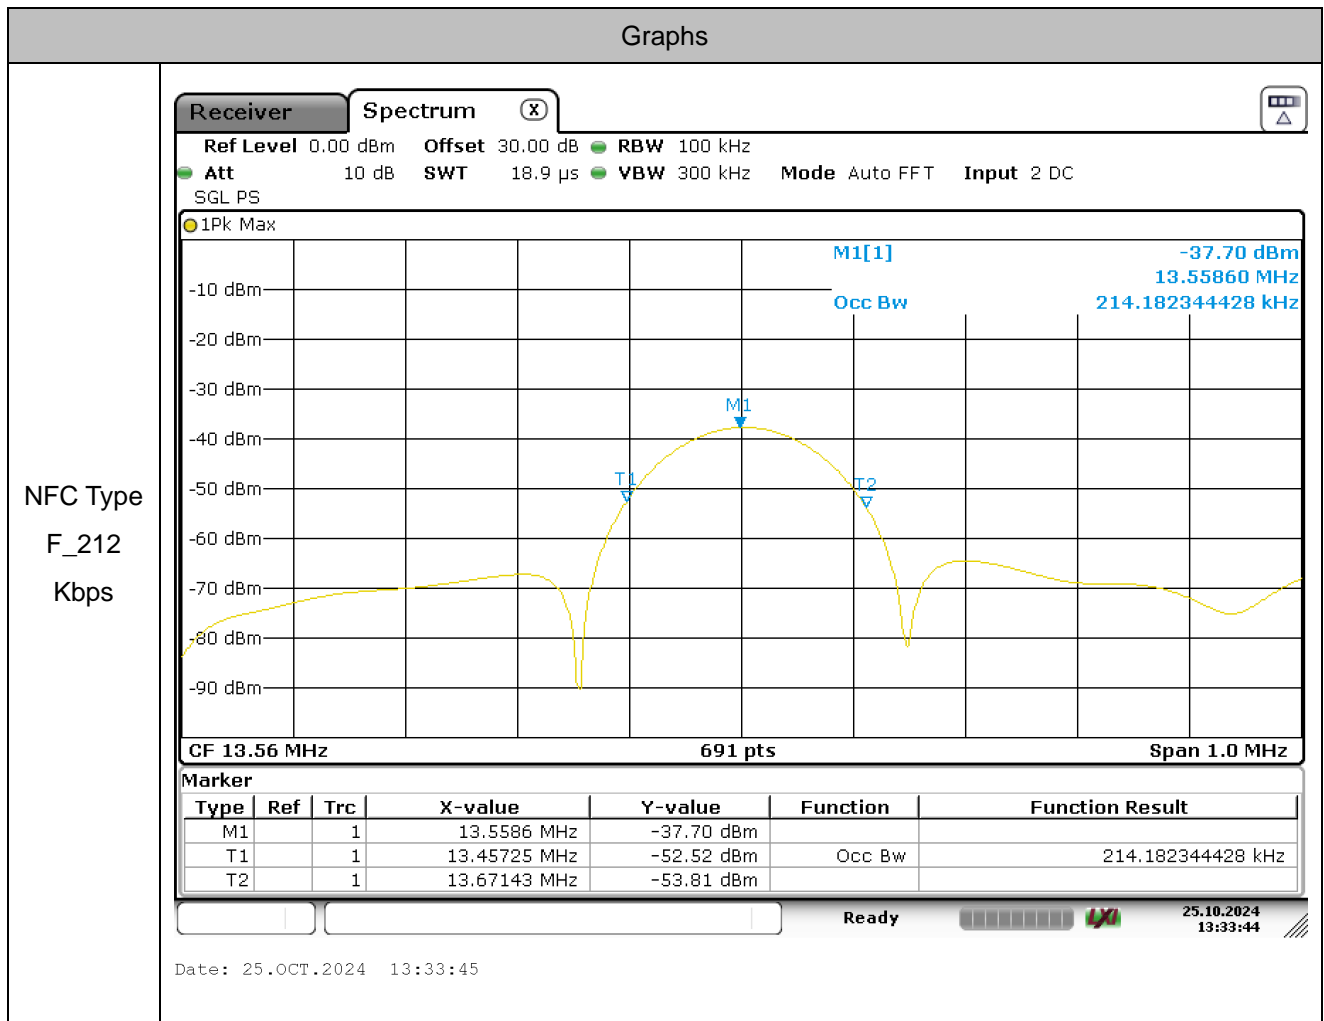 Graphs
NFC Type
F_212
Kbps
Receiver Spectrum X
Ref Level 0.00 dBm Offset 30.00 dB RBW 100 kHz
Att 10 dB SWT 18.9 µs VBW 300 kHz Mode Auto FFT Input 2 DC
SGL PS
1Pk Max
M1[1] -37.70 dBm
13.55860 MHz
Occ Bw 214.182344428 kHz
-10 dBm
-20 dBm
-30 dBm
M1
-40 dBm
T1
T2
-50 dBm
-60 dBm
-70 dBm
-80 dBm
-90 dBm
CF 13.56 MHz 691 pts Span 1.0 MHz
Marker
Type Ref Trc X-value Y-value Function Function Result
M1 1 13.5586 MHz -37.70 dBm
T1 1 13.45725 MHz -52.52 dBm Occ Bw 214.182344428 kHz
T2 1 13.67143 MHz -53.81 dBm
Ready LXI 25.10.2024
13:33:44
Date: 25.OCT.2024 13:33:45